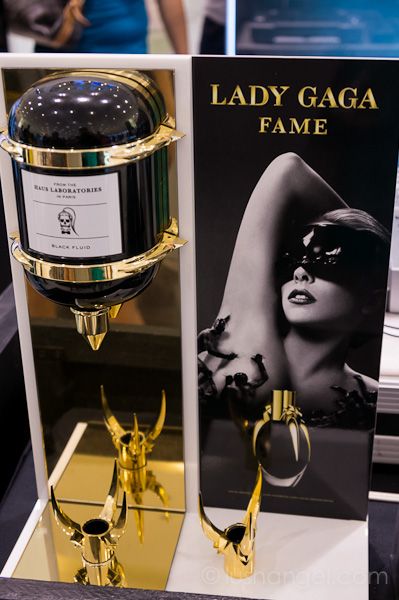 LADY GAGA
FAME
FROM THE
HAUS LABORATORIES
IN PARIS
BLACK FLUID